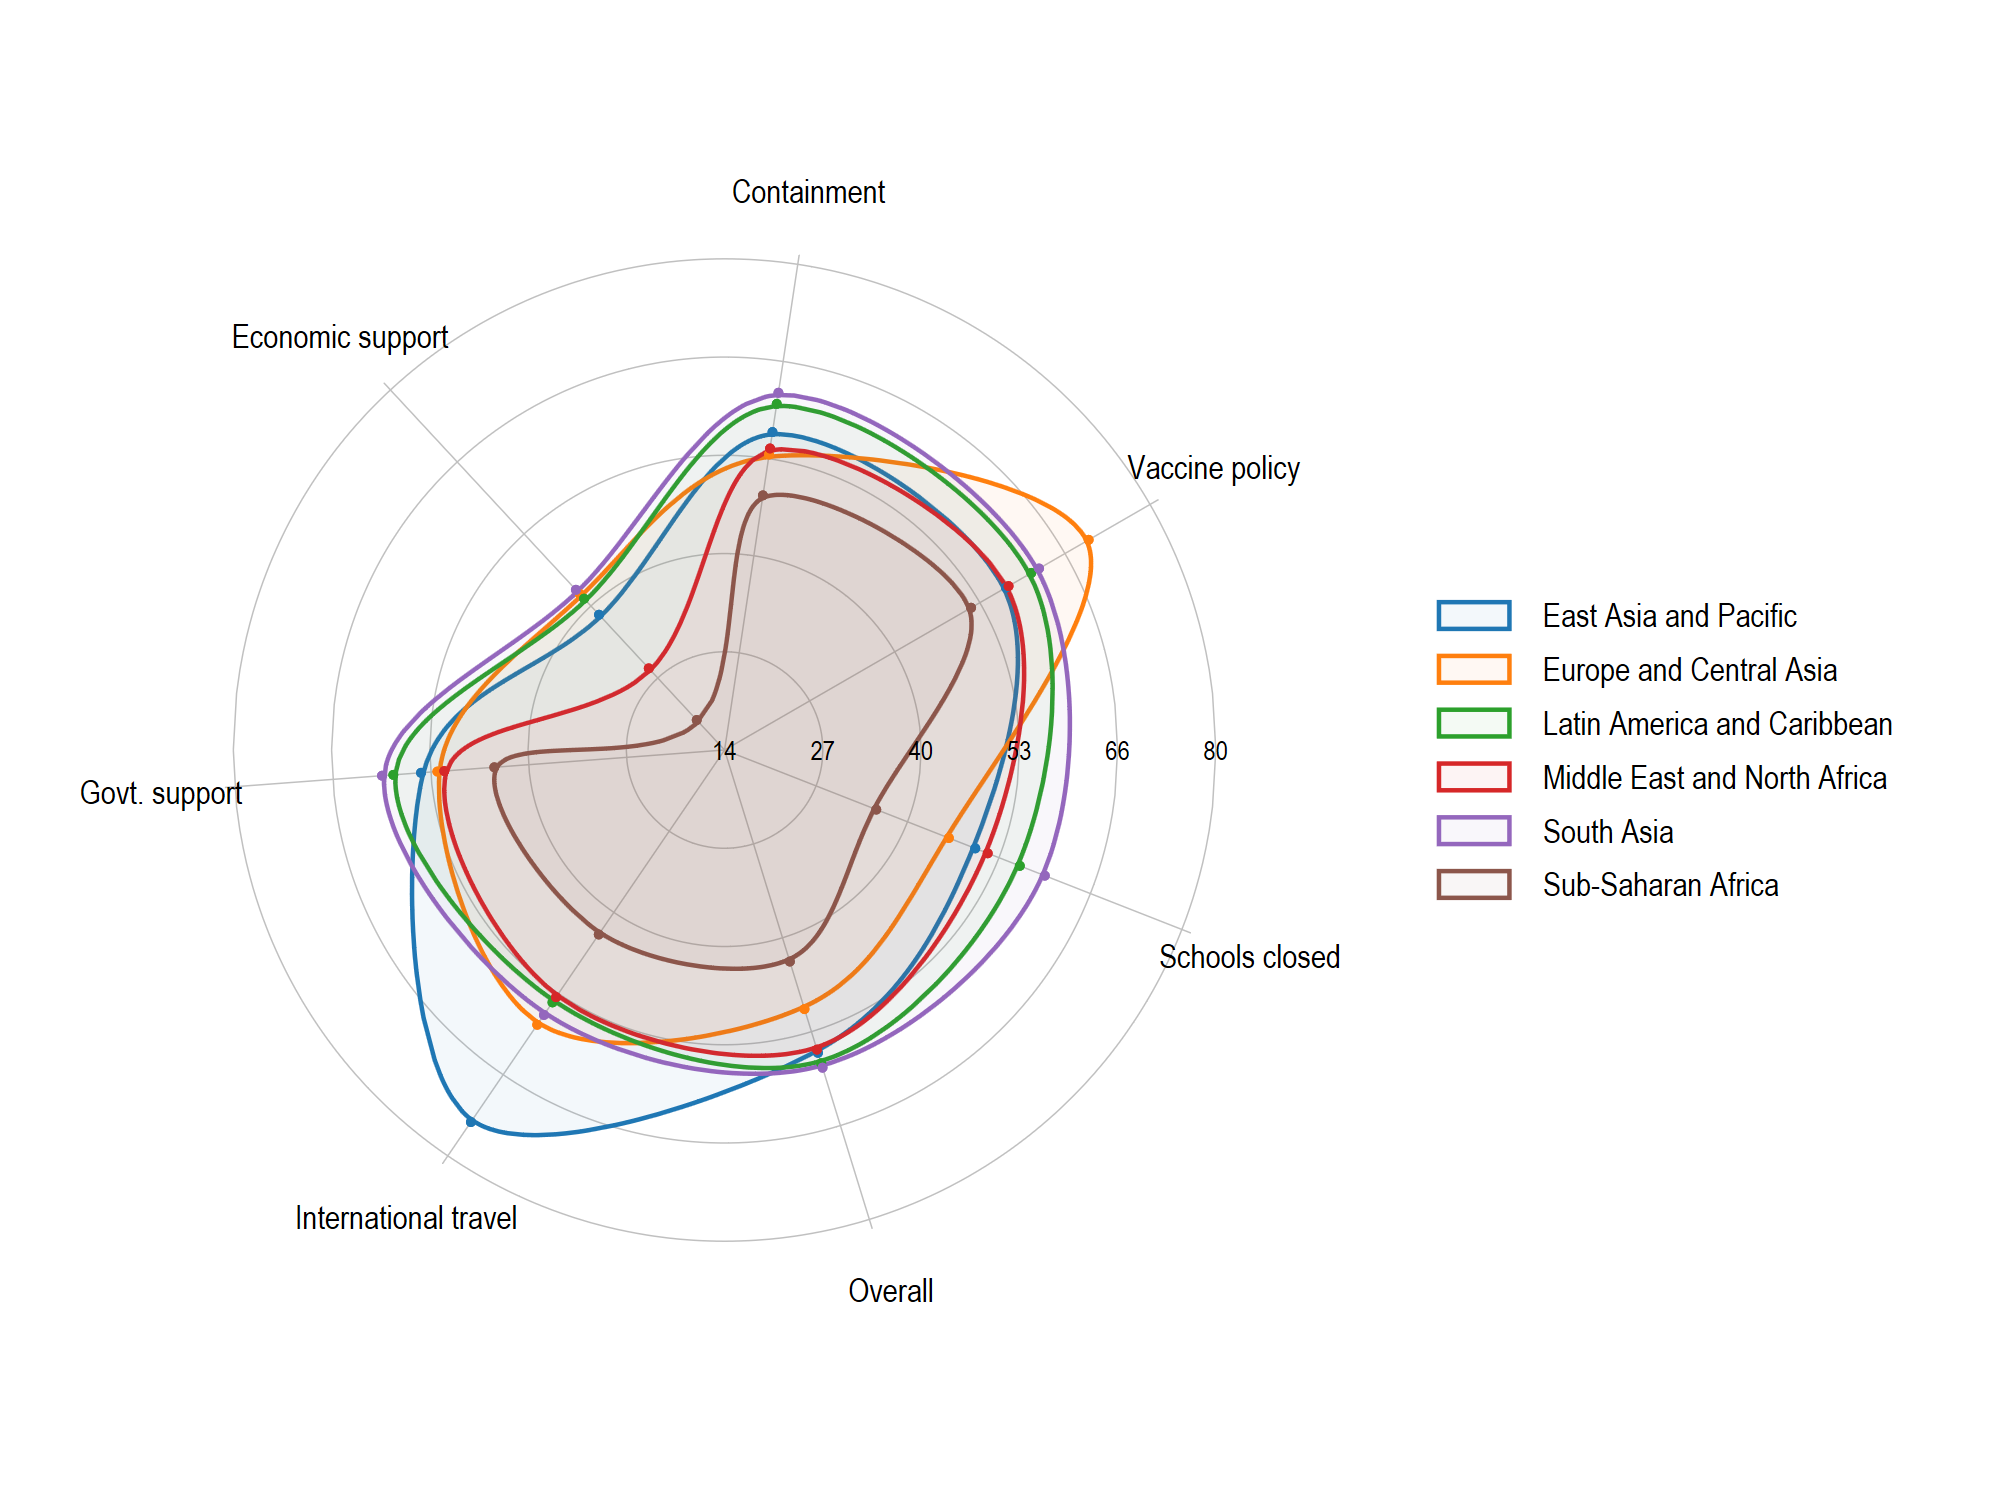 Containment
Economic support
Vaccine policy
Govt. support
14 27 40 53 66 80
Schools closed
International travel
Overall
East Asia and Pacific
Europe and Central Asia
Latin America and Caribbean
Middle East and North Africa
South Asia
Sub-Saharan Africa